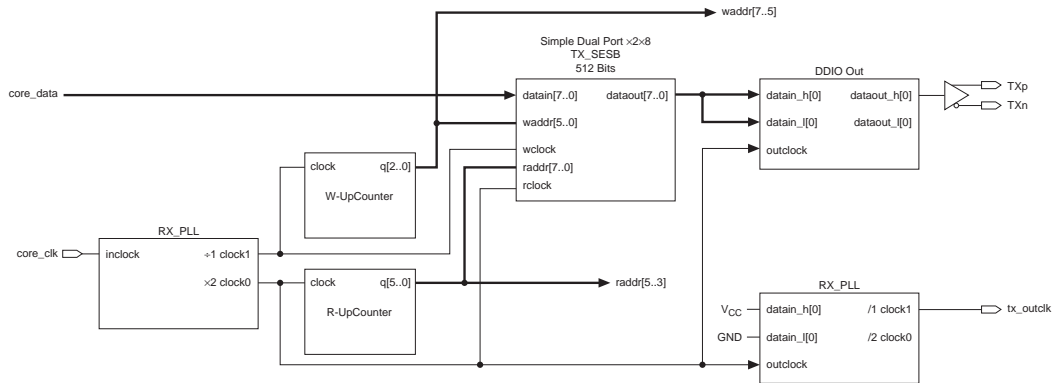 waddr[7..5]
Simple Dual Port ×2×8
TX_SESB
512 Bits
DDIO Out
core_data
datain[7..0] dataout[7..0]
datain_h[0] dataout_h[0]
TXp
TXn
waddr[5..0]
datain_l[0] dataout_l[0]
wclock
outclock
clock q[2..0]
raddr[7..0]
W-UpCounter
rclock
RX_PLL
core_clk
inclock ÷1 clock1
×2 clock0
clock q[5..0]
raddr[5..3]
R-UpCounter
RX_PLL
VCC
datain_h[0] /1 clock1
tx_outclk
GND
datain_l[0] /2 clock0
outclock